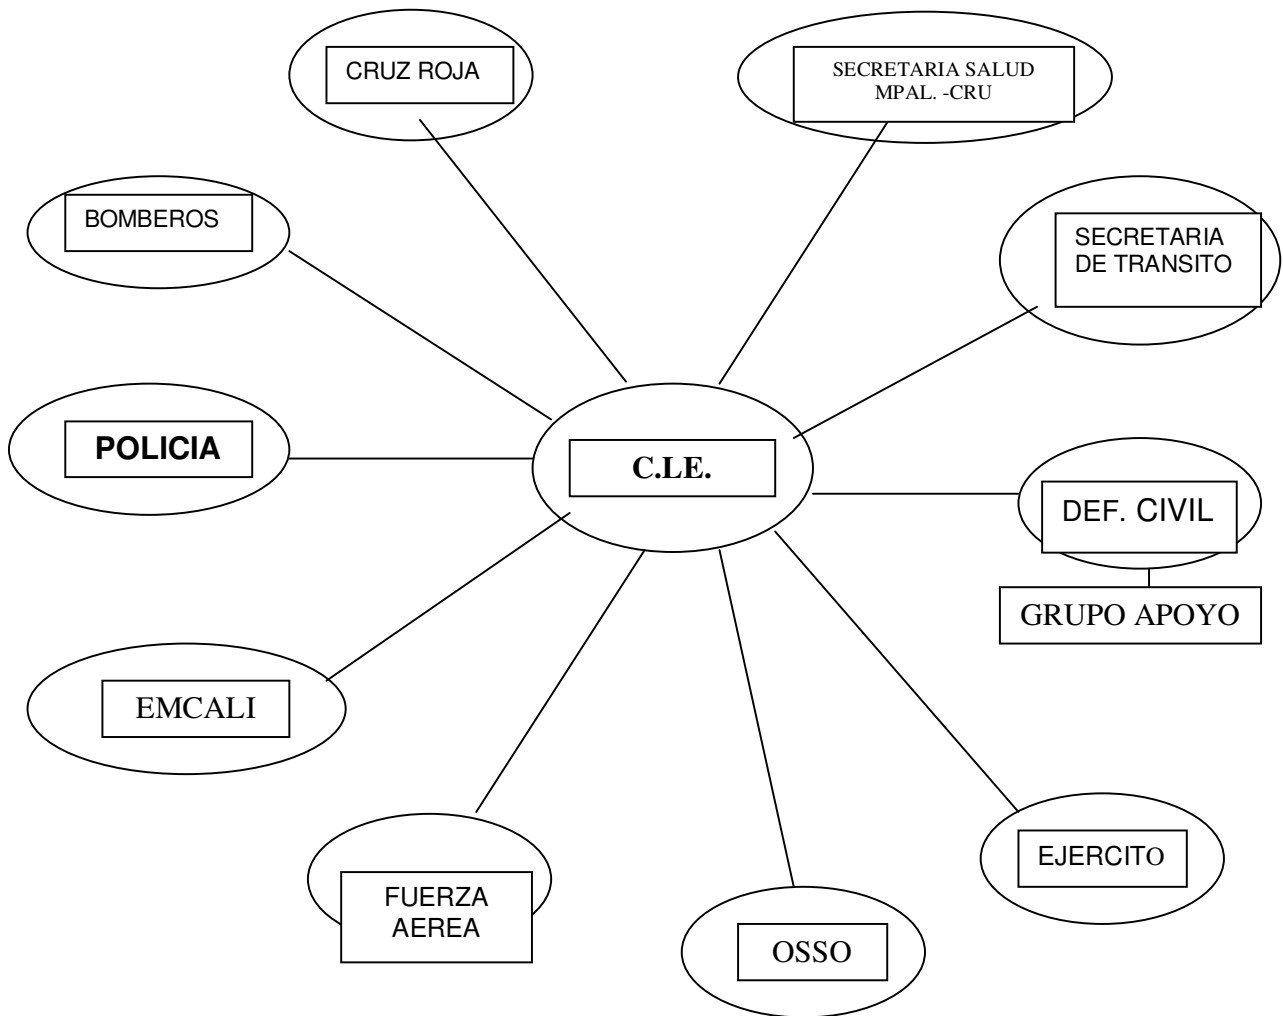 CRUZ ROJA
SECRETARIA SALUD
MPAL. -CRU
BOMBEROS
SECRETARIA
DE TRANSITO
POLICIA
C.LE.
DEF. CIVIL
GRUPO APOYO
EMCALI
FUERZA
AEREA
OSSO
EJERCITO